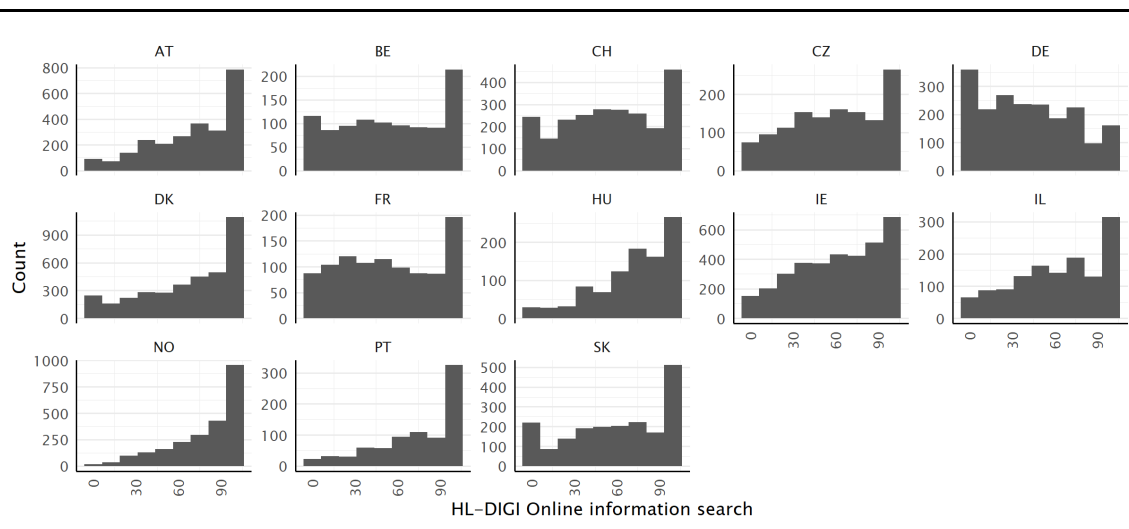 AT BE CH CZ DE
800 200 400 200 300
600 150 300 100 200
400 100 200 0 100
200 50 100 0
0 0 0
DK FR HU IE IL
900 200 200 600 300
600 150 100 400 200
300 100 0 200 100
0 50 0 0
0
0 30 60 90 0 30 60 90
NO PT SK
1000 300 500
750 200 400
500 100 300
250 0 200
0 100
0
0 30 60 90 0 30 60 90 0 30 60 90
Count
HL-DIGI Online information search